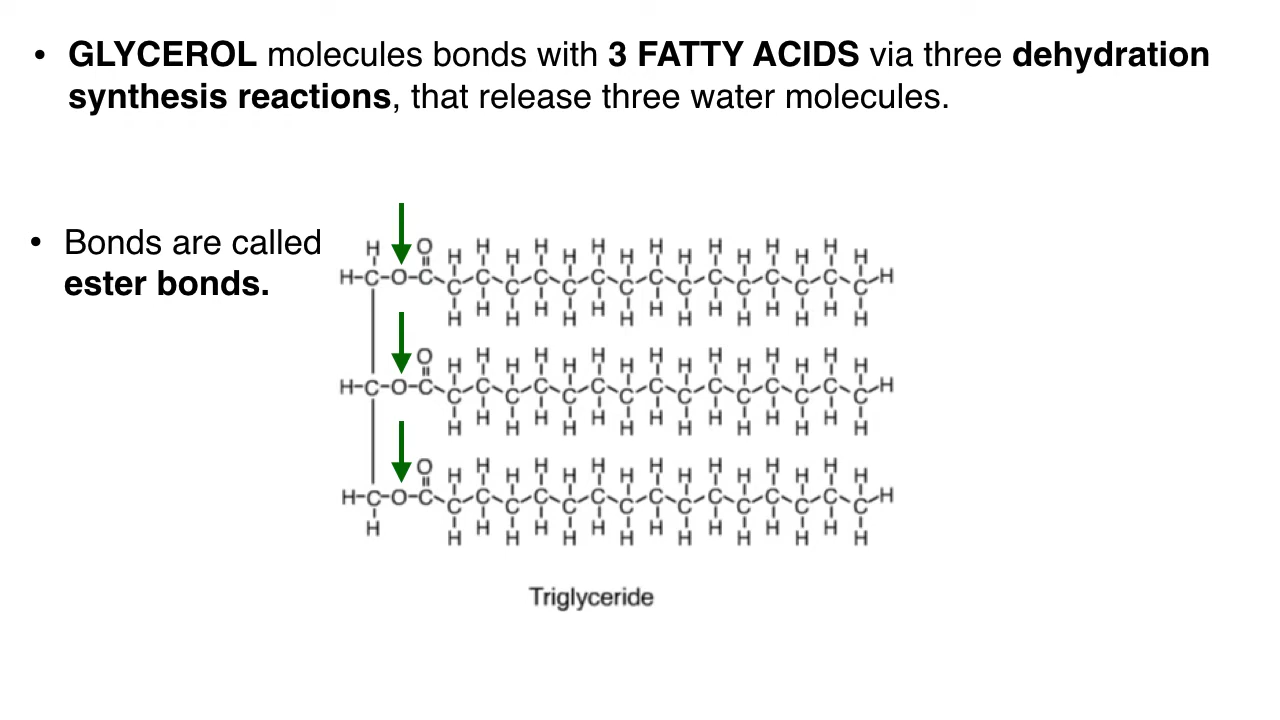 • GLYCEROL molecules bonds with 3 FATTY ACIDS via three dehydration
synthesis reactions, that release three water molecules.
• Bonds are called
ester bonds.
H O H H H H H H H H H H H H H H H
H-C-O-C C C C C C C C C C C C C C C C-H
H H H H H H H H H H H H H H H
O H H H H H H H H H H H H H H H
H-C-O-C C C C C C C C C C C C C C C C-H
H H H H H H H H H H H H H H H
O H H H H H H H H H H H H H H H
H-C-O-C C C C C C C C C C C C C C C C-H
H H H H H H H H H H H H H H H H
Triglyceride